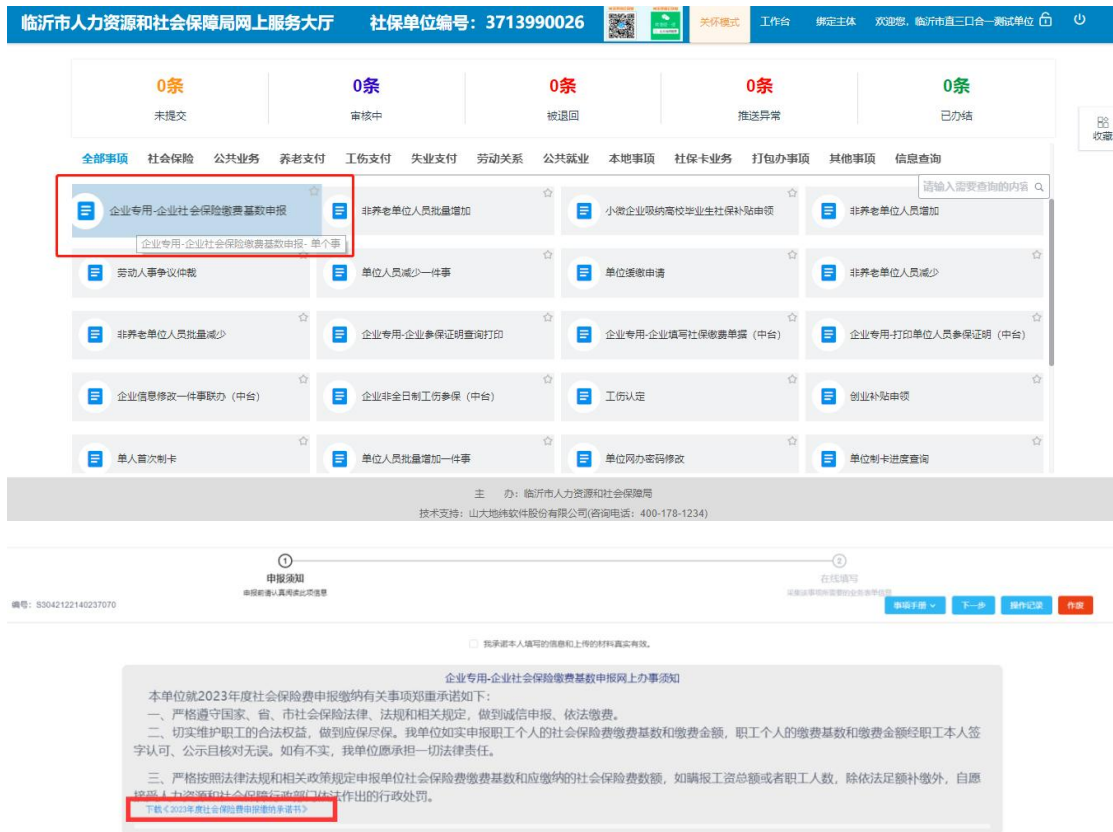 临沂市人力资源和社会保障局网上服务大厅 社保单位编号：3713990026 关怀模式 工作台 绑定主体 欢迎您，临沂市直三口合一测试单位
0条 0条 0条 0条 0条
未提交 审核中 被退回 推送异常 已办结
收藏
全部事项 社会保险 公共业务 养老支付 工伤支付 失业支付 劳动关系 公共就业 本地事项 社保卡业务 打包办事项 其他事项 信息查询
请输入需要查询的内容
企业专用-企业社会保险缴费基数申报 非养老单位人员批量增加 小微企业吸纳高校毕业生社保补贴申领 非养老单位人员增加
企业专用-企业社会保险缴费基数申报- 单个事
劳动人事争议仲裁 单位人员减少一件事 单位缓缴申请 非养老单位人员减少
非养老单位人员批量减少 企业专用-企业参保证明查询打印 企业专用-企业填写社保缴费单据（中台） 企业专用-打印单位人员参保证明（中台）
企业信息修改一件事联办（中台） 企业非全日制工伤参保（中台） 工伤认定 创业补贴申领
单人首次制卡 单位人员批量增加一件事 单位网办密码修改 单位制卡进度查询
主 办：临沂市人力资源和社会保障局
技术支持：山大地纬软件股份有限公司(咨询电话：400-178-1234)
1 2
申报须知 在线填写
申报前请认真阅读此项信息
编号：S3042122140237070 事项手册 下一步 操作记录 作废
我承诺本人填写的信息和上传的材料真实有效。
企业专用-企业社会保险缴费基数申报网上办事须知
本单位就2023年度社会保险费申报缴纳有关事项郑重承诺如下：
一、严格遵守国家、省、市社会保险法律、法规和相关规定，做到诚信申报、依法缴费。
二、切实维护职工的合法权益，做到应保尽保。我单位如实申报职工个人的社会保险费缴费基数和缴费金额，职工个人的缴费基数和缴费金额经职工本人签
字认可、公示且核对无误。如有不实，我单位愿承担一切法律责任。
三、严格按照法律法规和相关政策规定申报单位社会保险费缴费基数和应缴纳的社会保险费数额，如瞒报工资总额或者职工人数，除依法足额补缴外，自愿
接受人力资源和社会保障行政部门依法作出的行政处罚。
下载《2023年度社会保险费申报缴纳承诺书》